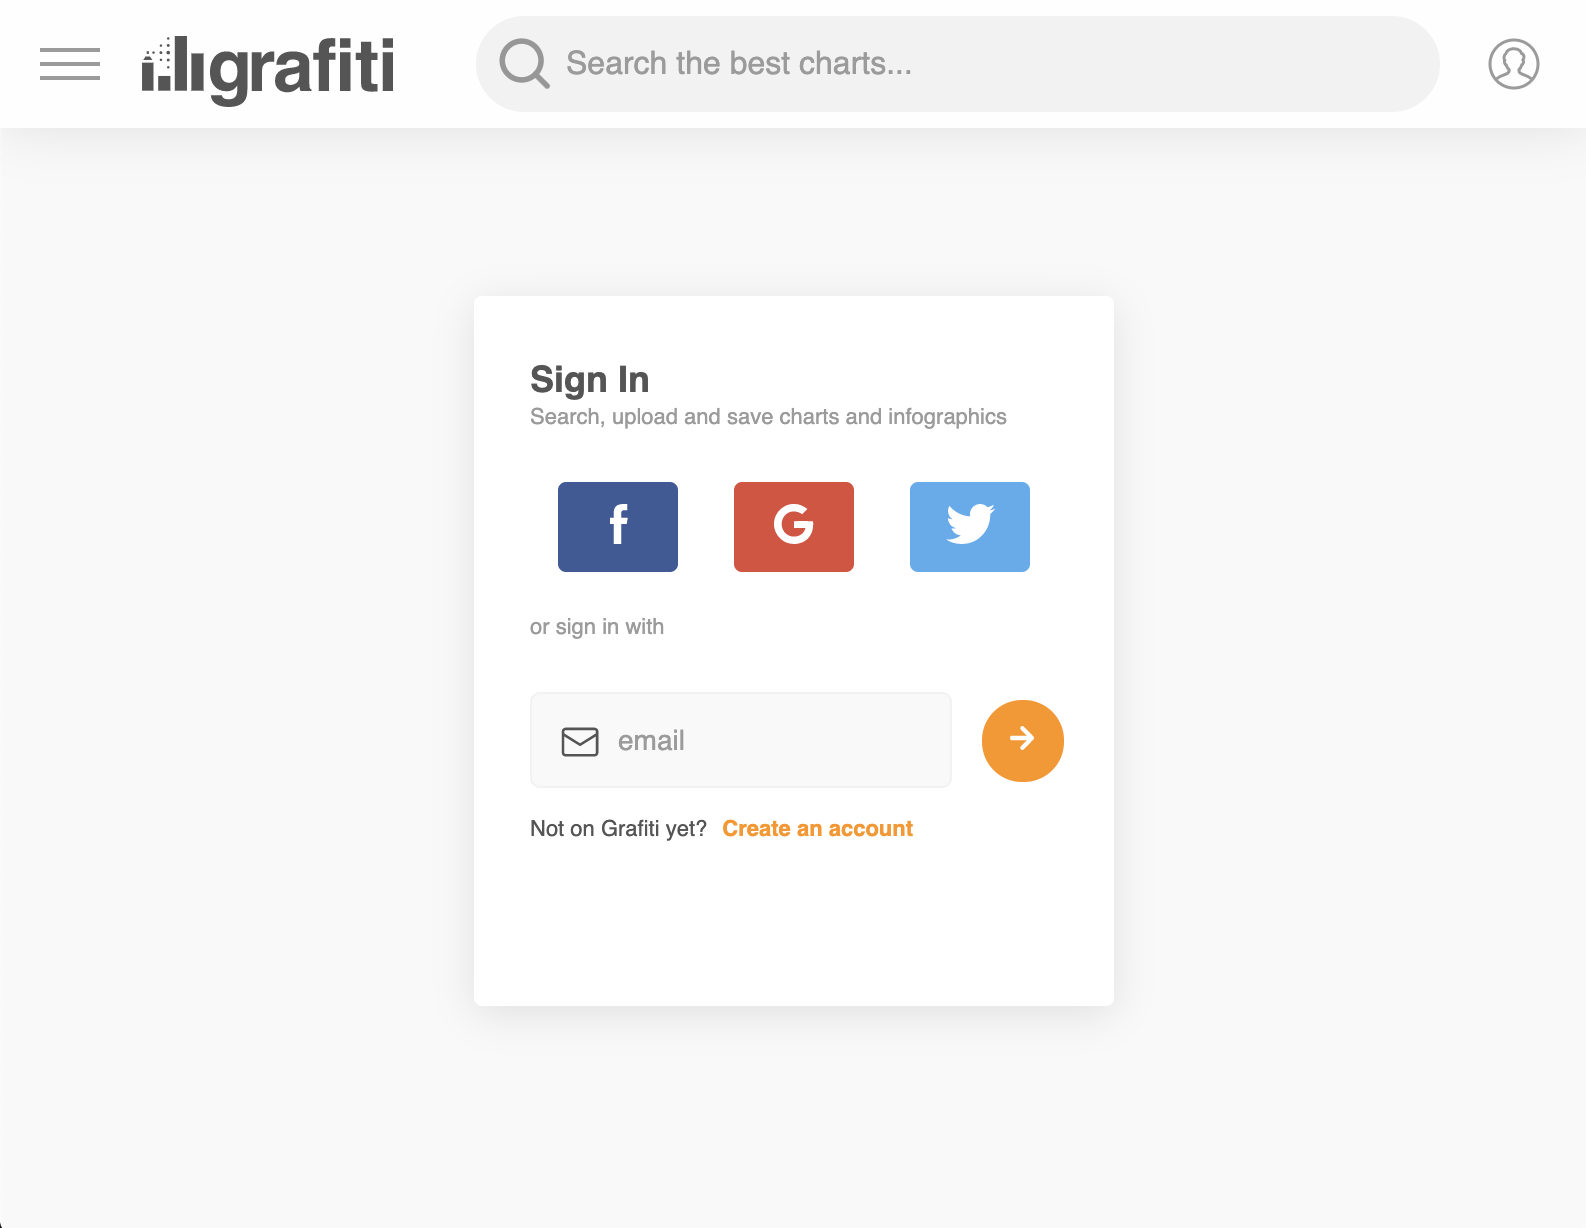 grafiti
Search the best charts...
Sign In
Search, upload and save charts and infographics
f
G
or sign in with
email
Not on Grafiti yet? Create an account